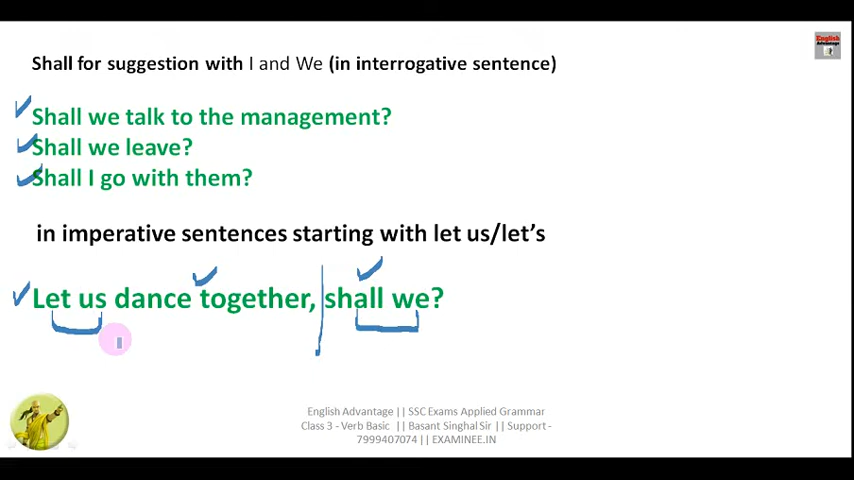 English
Advantage
Shall for suggestion with I and We (in interrogative sentence)
Shall we talk to the management?
Shall we leave?
Shall I go with them?
in imperative sentences starting with let us/let’s
Let us dance together, shall we?
English Advantage || SSC Exams Applied Grammar
Class 3 - Verb Basic || Basant Singhal Sir || Support -
7999407074 || EXAMINEE.IN